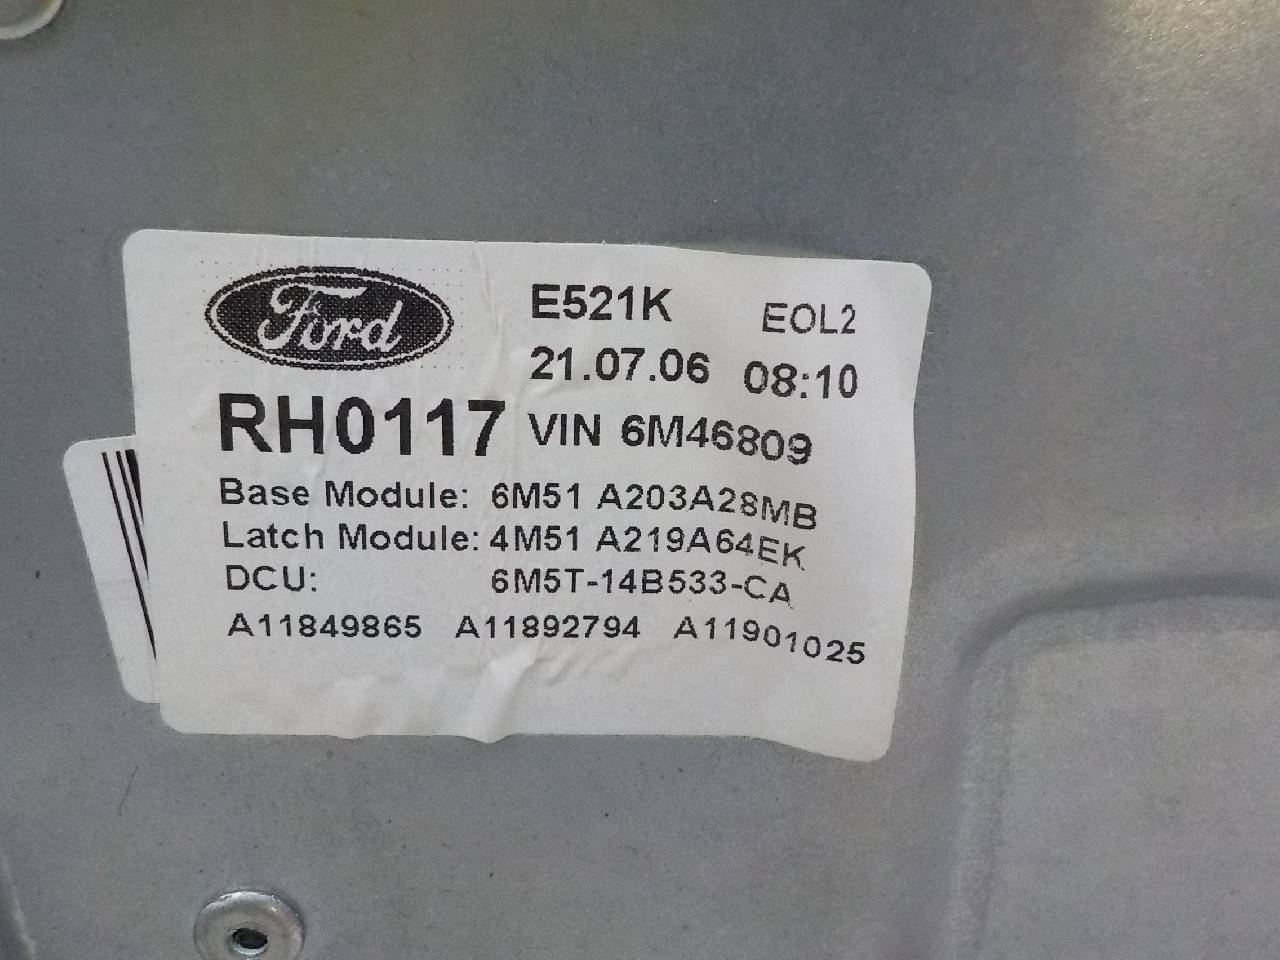 Ford
E521K EOL2
21.07.06 08:10
RH0117 VIN 6M46809
Base Module: 6M51 A203A28MB
Latch Module: 4M51 A219A64EK
DCU: 6M5T-14B533-CA
A11849865 A11892794 A11901025